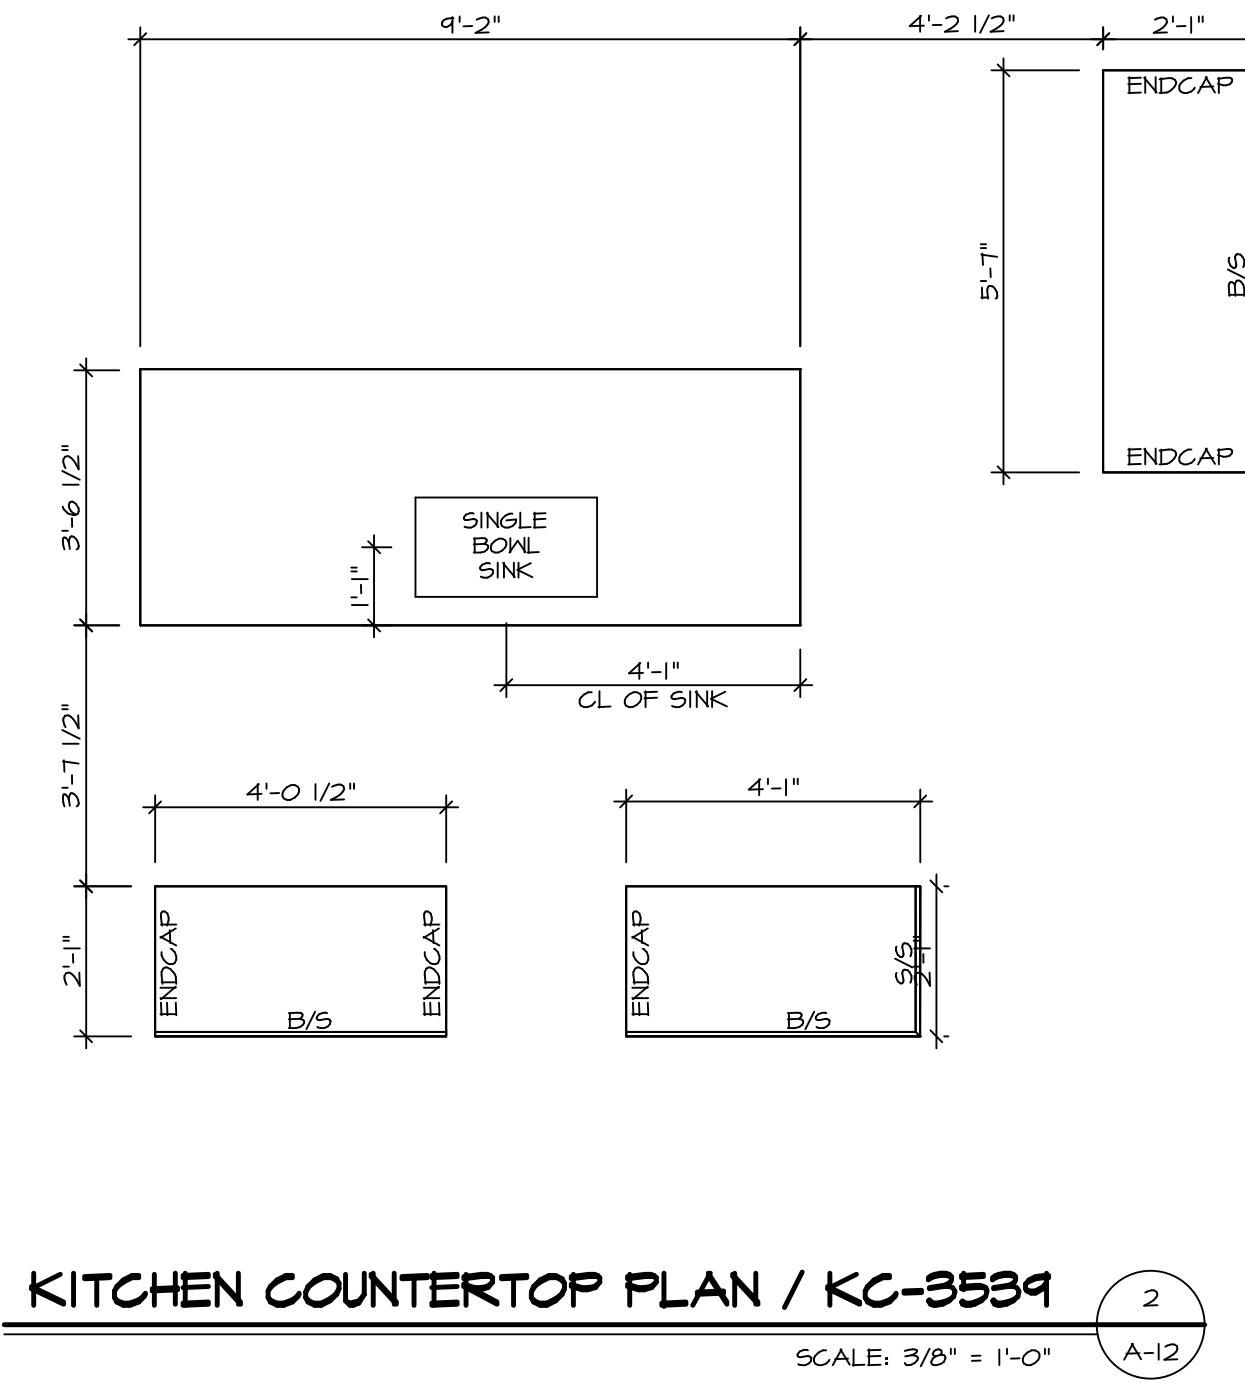 9'-2"
4'-2 1/2"
2'-1"
ENDCAP
5'-7"
B/S
ENDCAP
3'-6 1/2"
SINGLE
BOWL
SINK
1'-1"
4'-1"
CL OF SINK
3'-7 1/2"
4'-0 1/2"
4'-1"
2'-1"
ENDCAP
ENDCAP
B/S
ENDCAP
B/S
S/S
2'-1"
KITCHEN COUNTERTOP PLAN / KC-3539
2
A-12
SCALE: 3/8" = 1'-0"